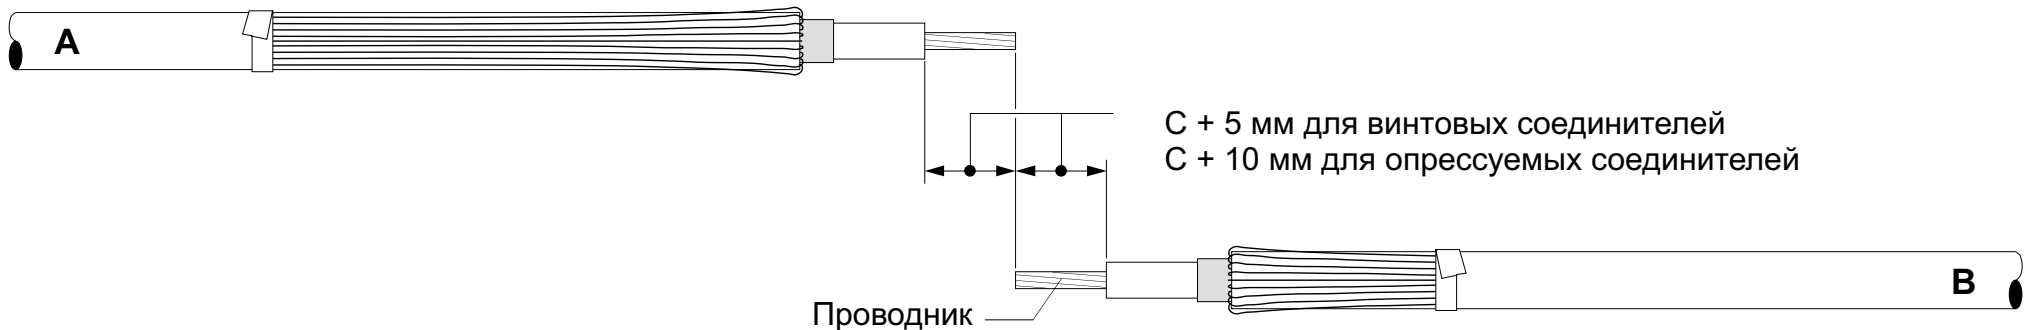 A
C + 5 мм для винтовых соединителей
C + 10 мм для опрессуемых соединителей
B
Проводник